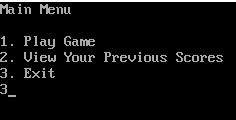 Main Menu
1. Play Game
2. View Your Previous Scores
3. Exit
3_